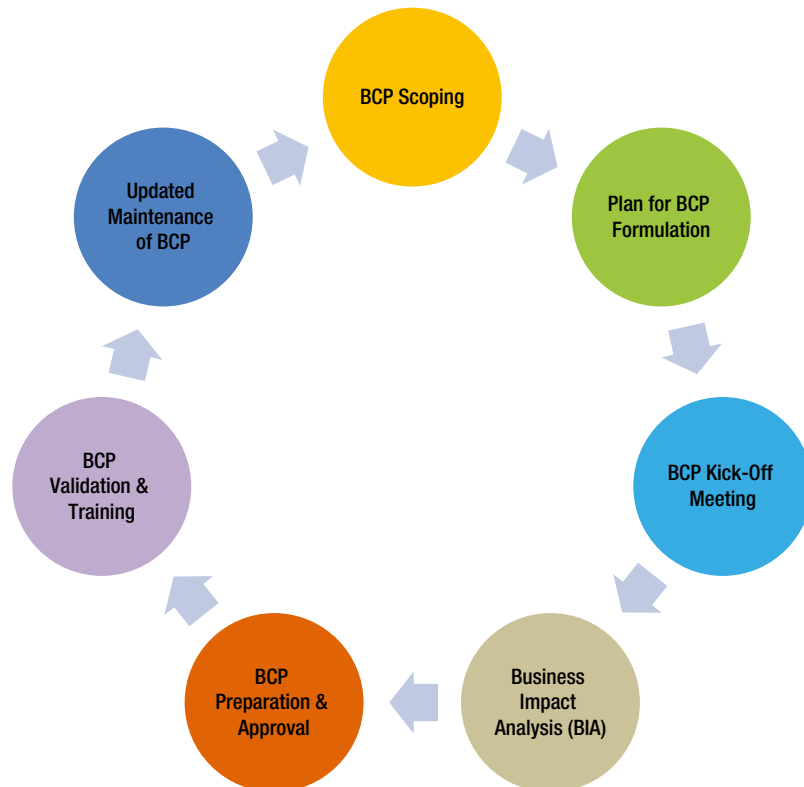 BCP Scoping
Plan for BCP
Formulation
BCP Kick-Off
Meeting
Business
Impact
Analysis (BIA)
BCP
Preparation &
Approval
BCP
Validation &
Training
Updated
Maintenance
of BCP